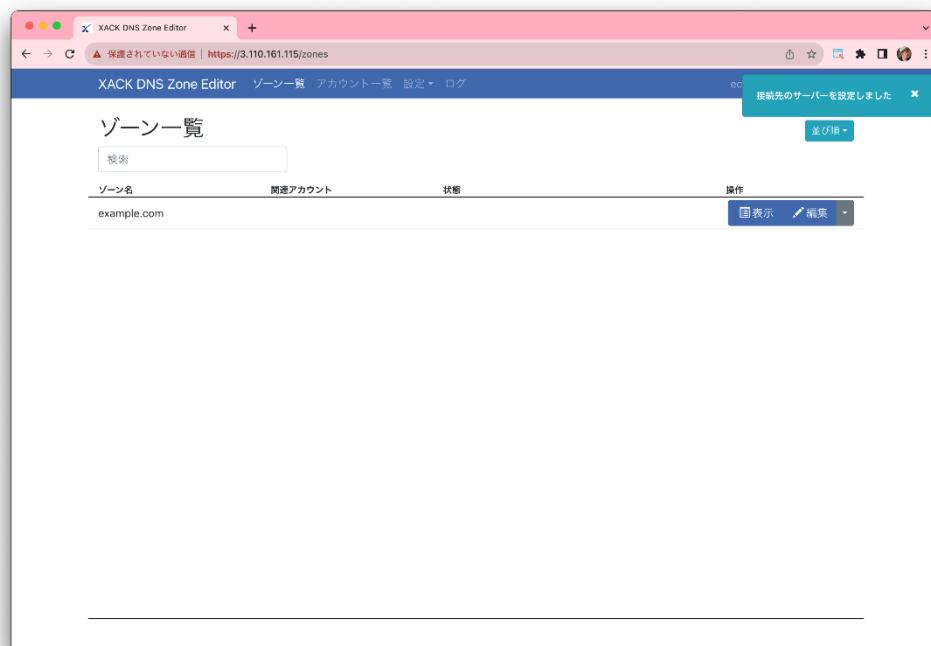 XACK DNS Zone Editor
保護されていない通信 | https://3.110.161.115/zones
XACK DNS Zone Editor ゾーン一覧 アカウント一覧 設定 ログ ec
接続先のサーバーを設定しました
ゾーン一覧
並び順
検索
ゾーン名 関連アカウント 状態 操作
example.com 表示 編集